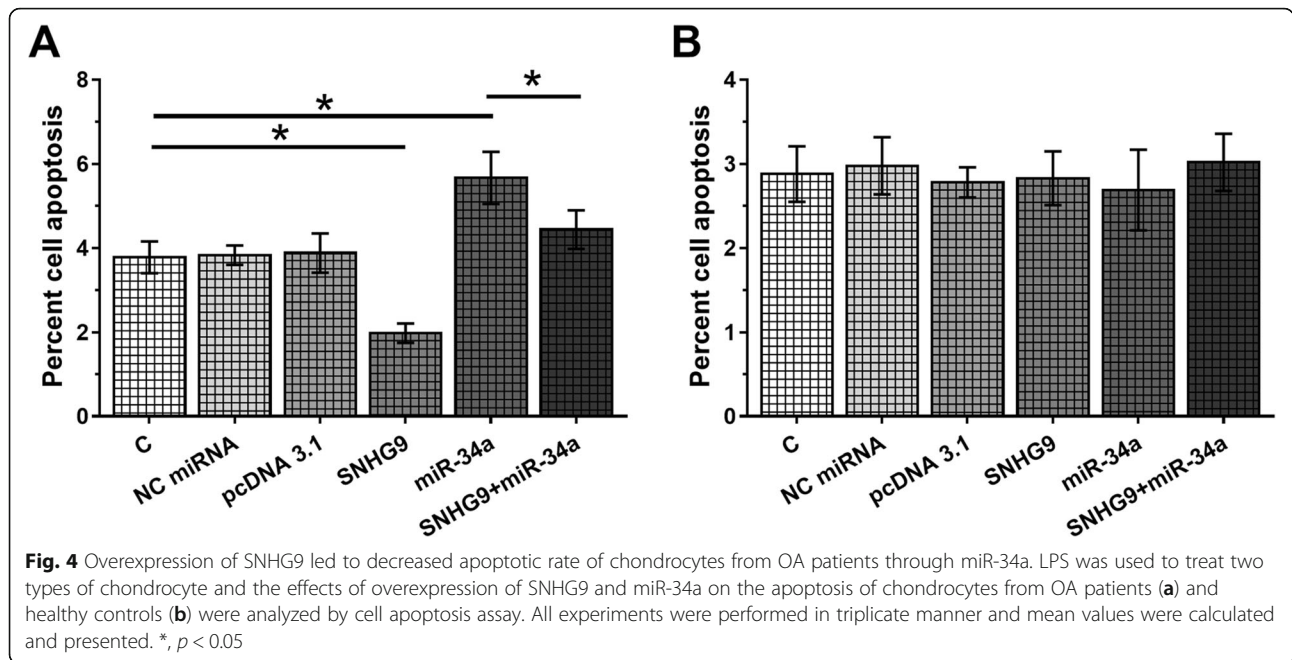 A
B
Percent cell apoptosis
8
6
4
2
0
*
*
*
C
NC miRNA
pcDNA 3.1
SNHG9
miR-34a
SNHG9+miR-34a
Percent cell apoptosis
4
3
2
1
0
C
NC miRNA
pcDNA 3.1
SNHG9
miR-34a
SNHG9+miR-34a
Fig. 4 Overexpression of SNHG9 led to decreased apoptotic rate of chondrocytes from OA patients through miR-34a. LPS was used to treat two
types of chondrocyte and the effects of overexpression of SNHG9 and miR-34a on the apoptosis of chondrocytes from OA patients (a) and
healthy controls (b) were analyzed by cell apoptosis assay. All experiments were performed in triplicate manner and mean values were calculated
and presented. *, p < 0.05